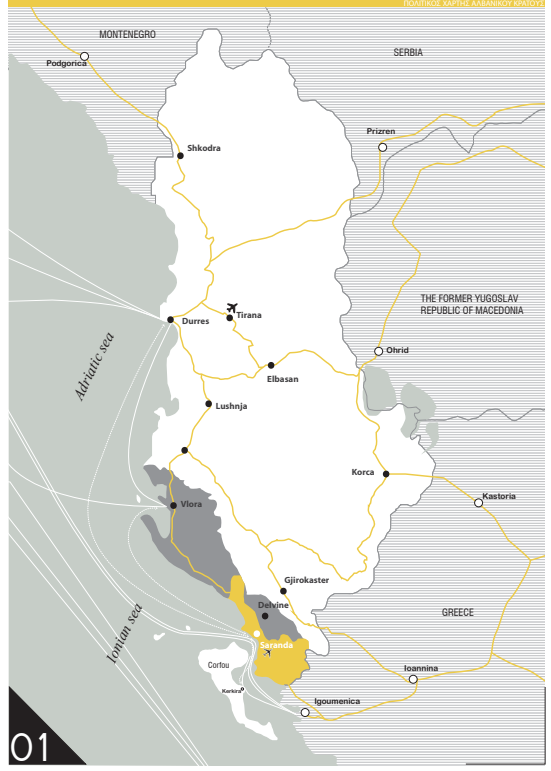 ΠΟΛΙΤΙΚΟΣ ΧΑΡΤΗΣ ΑΛΒΑΝΙΚΟΥ ΚΡΑΤΟΥΣ
MONTENEGRO
SERBIA
Podgorica
Prizren
Shkodra
THE FORMER YUGOSLAV
REPUBLIC OF MACEDONIA
Tirana
Durres
Adriatic sea
Ohrid
Elbasan
Lushnja
Korca
Kastoria
Vlora
Gjirokaster
Delvine
GREECE
Ionian sea
Saranda
Corfou
Ioannina
Kerkira
Igoumenica
01